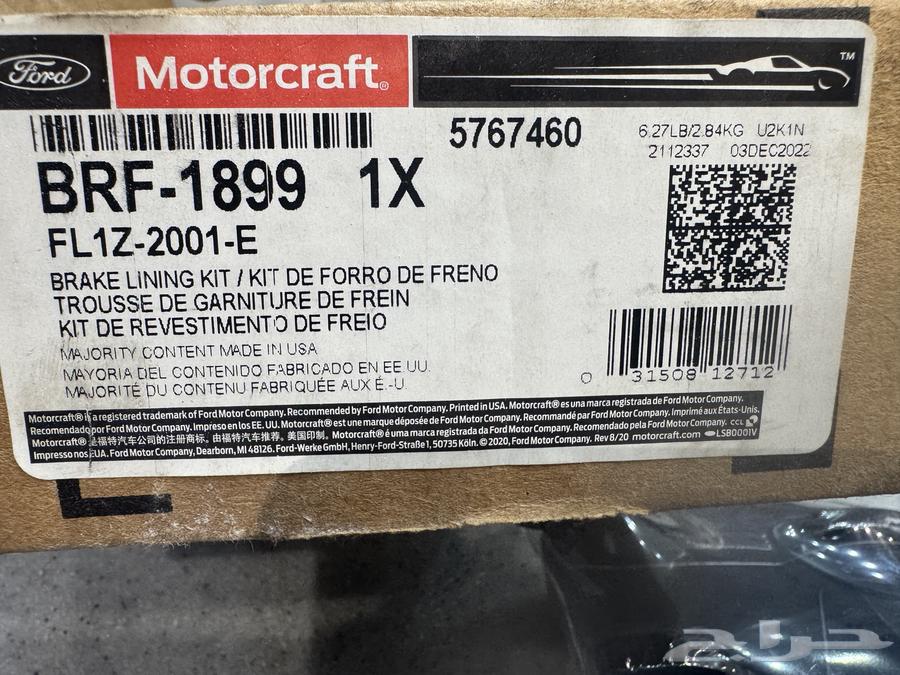 Ford
Motorcraft®
TM
5767460
6.27LB/2.84KG U2K1N
2112337 03DEC2022
BRF-1899 1X
FL1Z-2001-E
BRAKE LINING KIT / KIT DE FORRO DE FRENO
TROUSSE DE GARNITURE DE FREIN
KIT DE REVESTIMENTO DE FREIO
MAJORITY CONTENT MADE IN USA
MAYORIA DEL CONTENIDO FABRICADO EN EE.UU.
MAJORITÉ DU CONTENU FABRIQUÉE AUX É.-U.
0 31508 12712
Motorcraft® is a registered trademark of Ford Motor Company. Recommended by Ford Motor Company. Printed in USA. Motorcraft® es una marca registrada de Ford Motor Company.
Recomendado por Ford Motor Company. Impreso en los EE. UU. Motorcraft® est une marque déposée de Ford Motor Company. Recommandé par Ford Motor Company. Imprimé aux États-Unis.
Motorcraft® 是福特汽车公司的注册商标。由福特汽车推荐。美国印制。Motorcraft® é uma marca registrada da Ford Motor Company. Recomendado pela Ford Motor Company. CCL
Impresso nos EUA. Ford Motor Company, Dearborn, MI 48126. Ford-Werke GmbH, Henry-Ford-Straße 1, 50735 Köln. © 2020, Ford Motor Company. Rev 8/20 motorcraft.com LSB0001V
حراج